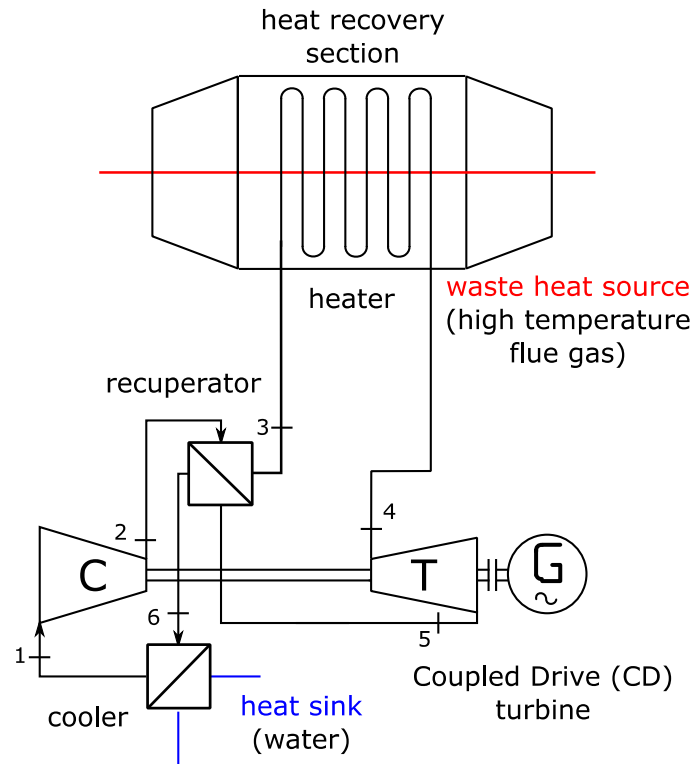 heat recovery
section
heater
waste heat source
(high temperature
flue gas)
recuperator
3
2
4
C
T
G
~
6
5
1
Coupled Drive (CD)
turbine
cooler
heat sink
(water)